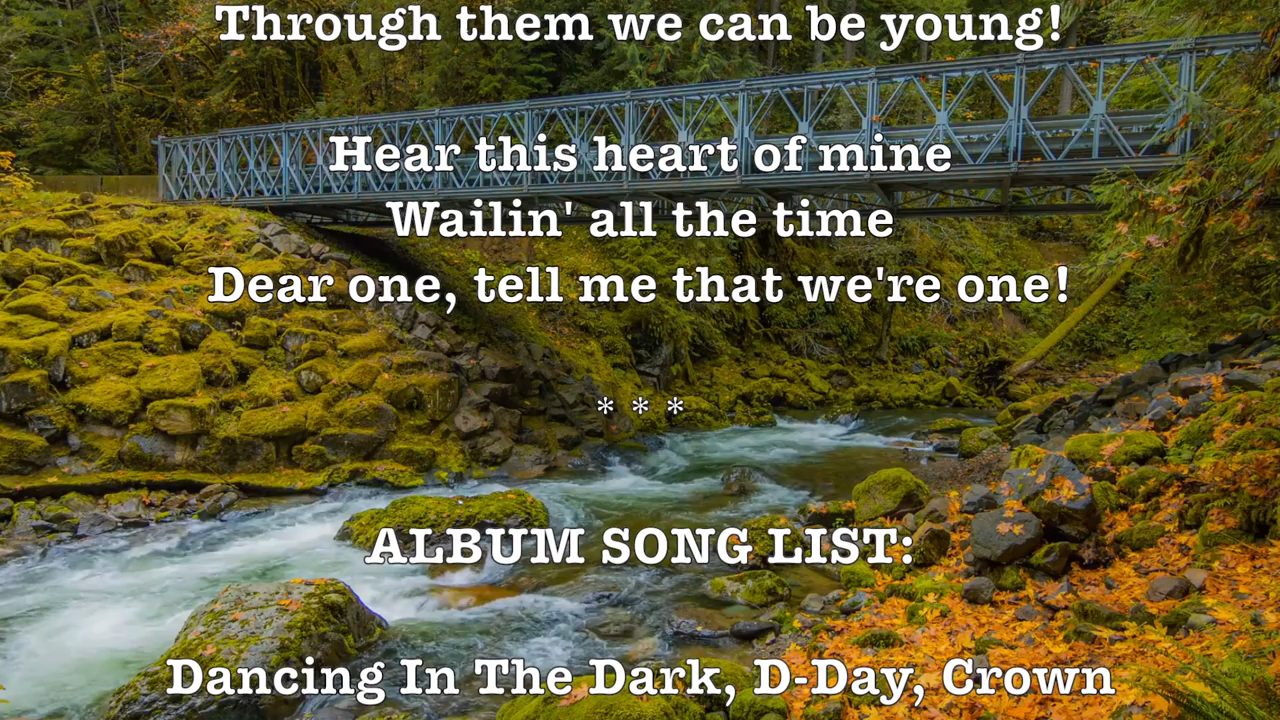 Through them we can be young!
Hear this heart of mine
Wailin' all the time
Dear one, tell me that we're one!
* * *
ALBUM SONG LIST:
Dancing In The Dark, D-Day, Crown